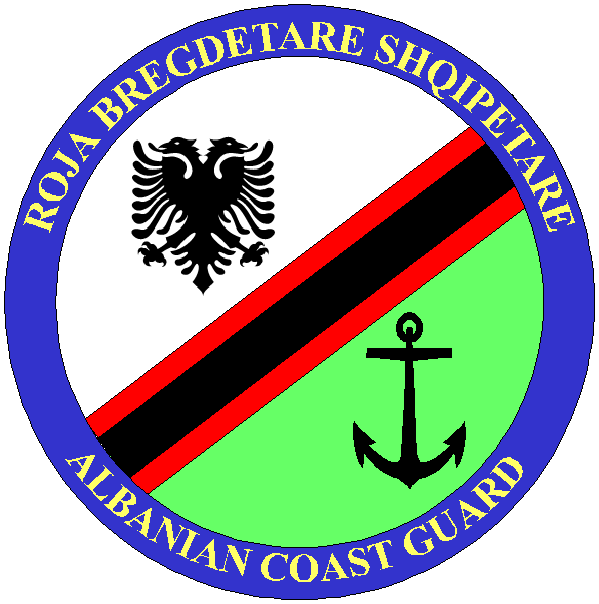 ROJA BREGDETARE SHQIPETARE
ALBANIAN COAST GUARD